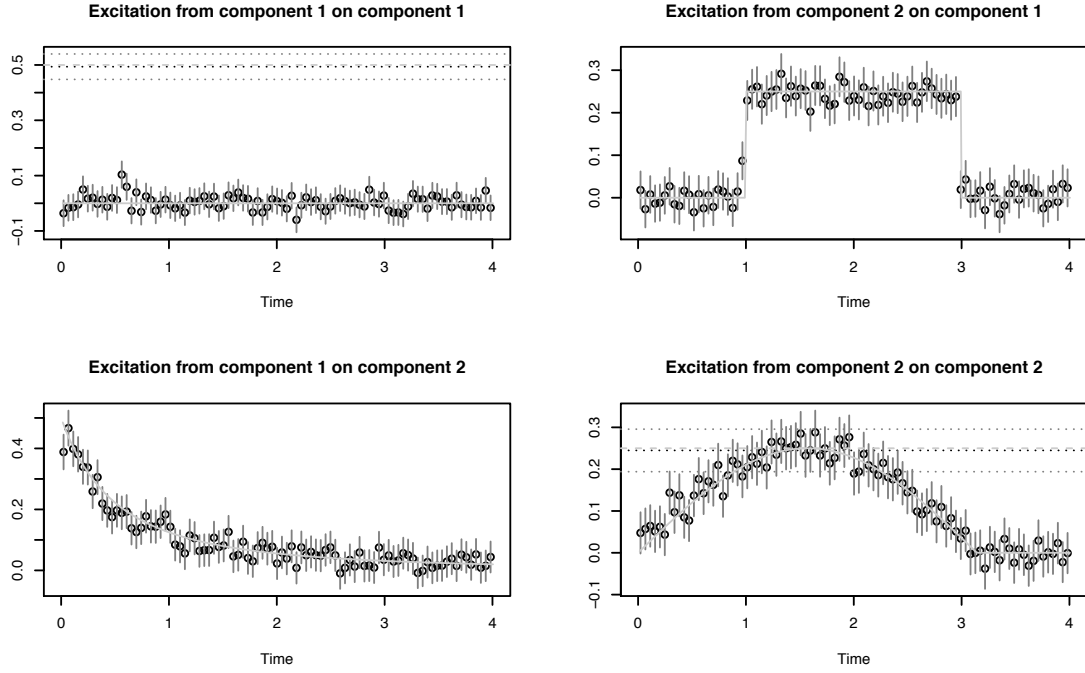 Excitation from component 1 on component 1
0.5
0.3
0.1
−0.1
0 1 2 3 4
Time
Excitation from component 2 on component 1
0.3
0.2
0.1
0.0
0 1 2 3 4
Time
Excitation from component 1 on component 2
0.4
0.2
0.0
0 1 2 3 4
Time
Excitation from component 2 on component 2
0.3
0.2
0.1
0.0
−0.1
0 1 2 3 4
Time